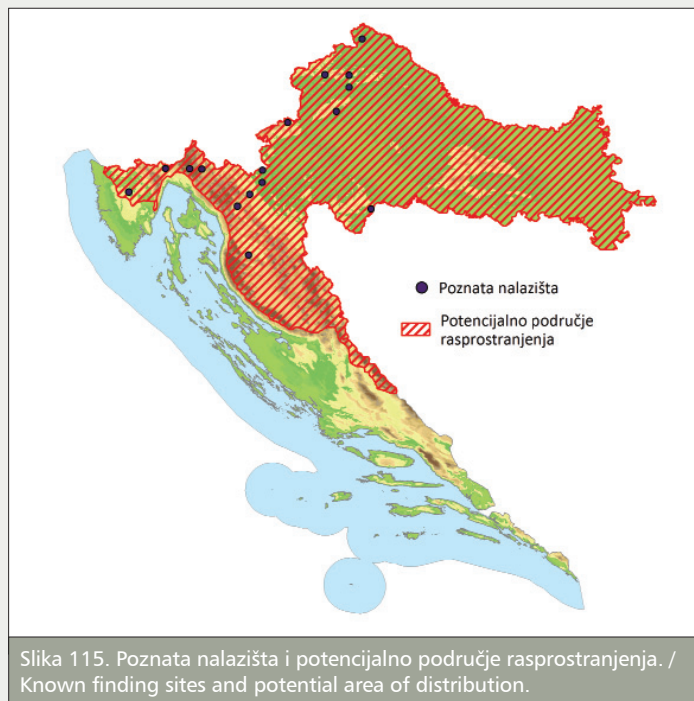 Poznata nalazišta
Potencijalno područje
rasprostranjenja
Slika 115. Poznata nalazišta i potencijalno područje rasprostranjenja. /
Known finding sites and potential area of distribution.